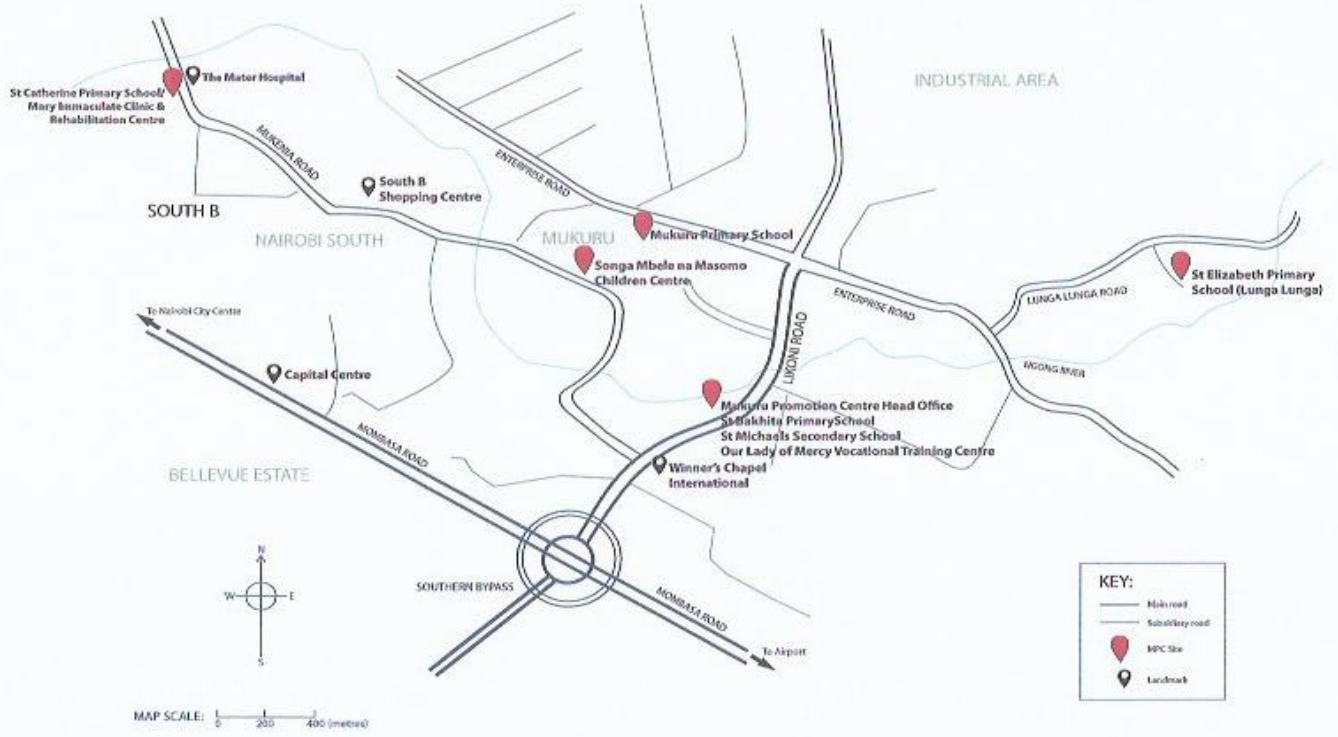 The Mater Hospital
St Catherine Primary School/
Mary Immaculate Clinic &
Rehabilitation Centre
INDUSTRIAL AREA
MUKENIA ROAD
ENTERPRISE ROAD
South B
Shopping Centre
SOUTH B
NAIROBI SOUTH
MUKURU
Mukuru Primary School
Songa Mbele na Masomo
Children Centre
St Elizabeth Primary
School (Lunga Lunga)
LUNGA LUNGA ROAD
ENTERPRISE ROAD
To Nairobi City Centre
LIKONI ROAD
NGONG RIVER
Capital Centre
Mukuru Promotion Centre Head Office
St Bakhita PrimarySchool
St Michaels Secondary School
Our Lady of Mercy Vocational Training Centre
MOMBASA ROAD
Winner's Chapel
International
BELLEVUE ESTATE
N
W
E
S
SOUTHERN BYPASS
MOMBASA ROAD
To Airport
KEY:
Main road
Subsidiary road
MPC Site
Landmark
MAP SCALE:
0 200 400 (metres)